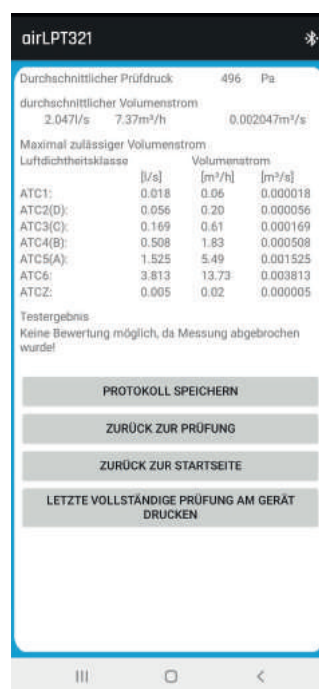 airLPT321
Durchschnittlicher Prüfdruck 496 Pa
durchschnittlicher Volumenstrom
2.047l/s 7.37m³/h 0.002047m³/s
Maximal zulässiger Volumenstrom
Luftdichtheitsklasse Volumenstrom
[l/s] [m³/h] [m³/s]
ATC1: 0.018 0.06 0.000018
ATC2(D): 0.056 0.20 0.000056
ATC3(C): 0.169 0.61 0.000169
ATC4(B): 0.508 1.83 0.000508
ATC5(A): 1.525 5.49 0.001525
ATC6: 3.813 13.73 0.003813
ATCZ: 0.005 0.02 0.000005
Testergebnis
Keine Bewertung möglich, da Messung abgebrochen
wurde!
PROTOKOLL SPEICHERN
ZURÜCK ZUR PRÜFUNG
ZURÜCK ZUR STARTSEITE
LETZTE VOLLSTÄNDIGE PRÜFUNG AM GERÄT
DRUCKEN